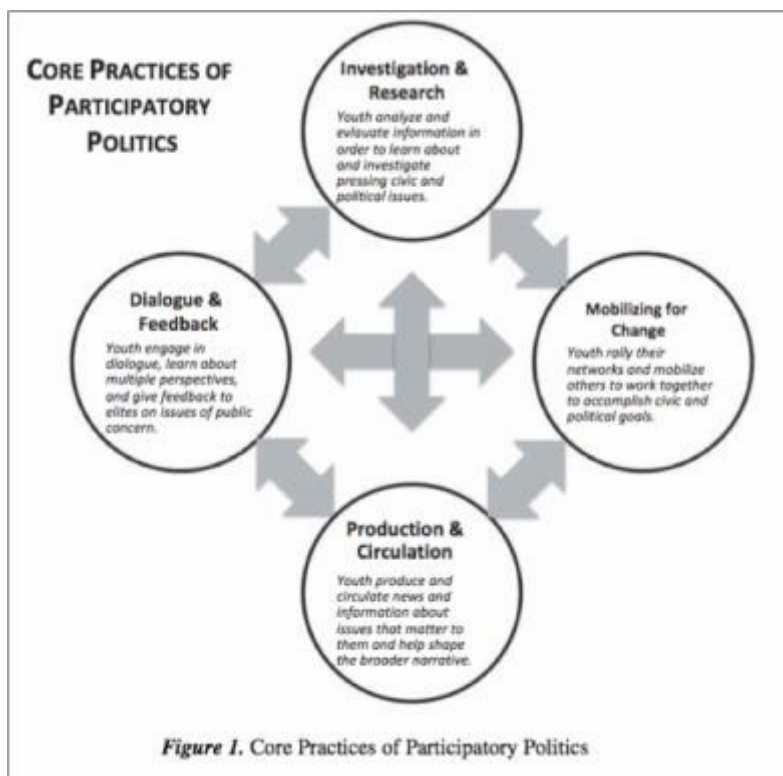 CORE PRACTICES OF
PARTICIPATORY
POLITICS
Investigation &
Research
Youth analyze and
evlauate information in
order to learn about
and investigate
pressing civic and
political issues.
Dialogue &
Feedback
Youth engage in
dialogue, learn about
multiple perspectives,
and give feedback to
elites on issues of public
concern.
Mobilizing for
Change
Youth rally their
networks and mobilize
others to work together
to accomplish civic and
political goals.
Production &
Circulation
Youth produce and
circulate news and
information about
issues that matter to
them and help shape
the broader narrative.
Figure 1. Core Practices of Participatory Politics